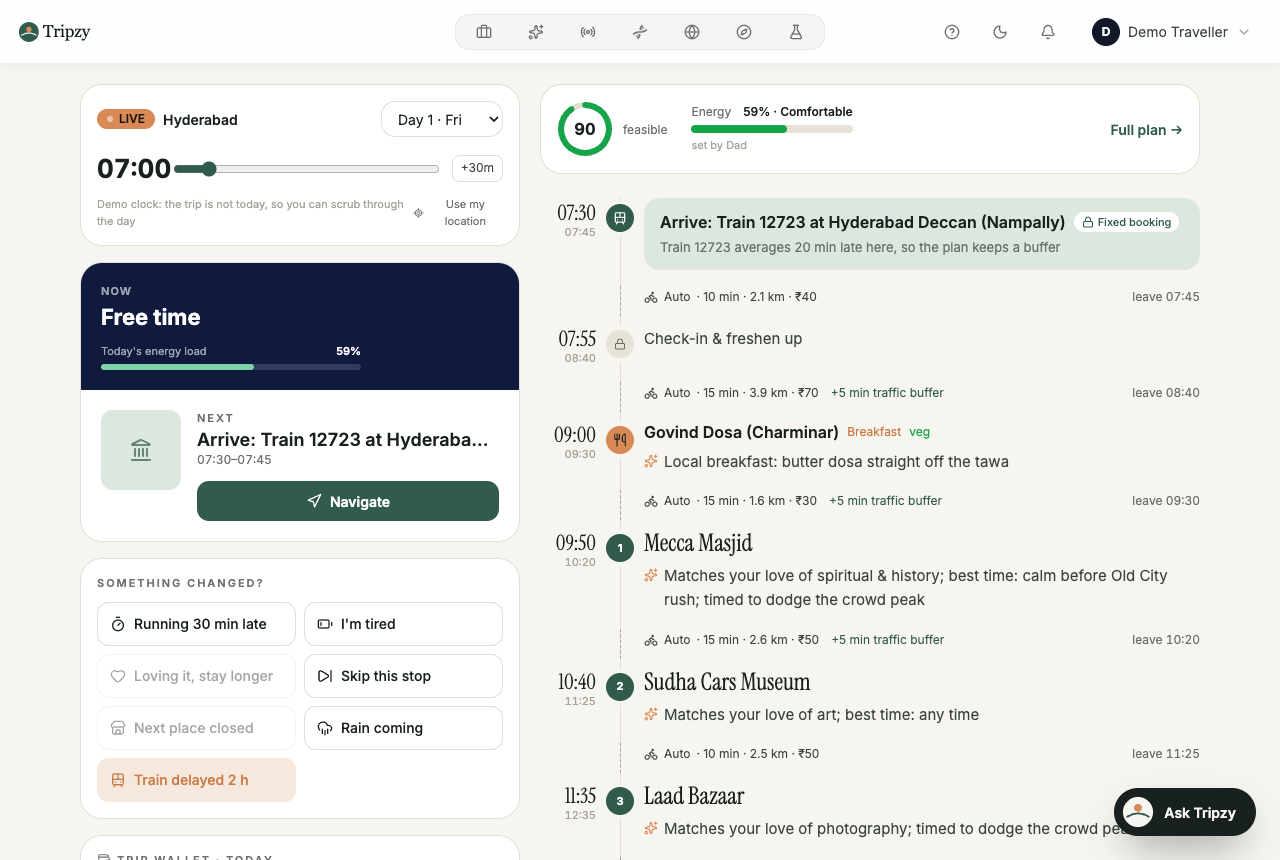 Tripzy
D
Demo Traveller
LIVE
Hyderabad
Day 1 · Fri
07:00
+30m
Demo clock: the trip is not today, so you can scrub through
the day
Use my
location
NOW
Free time
Today's energy load
59%
NEXT
Arrive: Train 12723 at Hyderaba...
07:30–07:45
Navigate
SOMETHING CHANGED?
Running 30 min late
I'm tired
Loving it, stay longer
Skip this stop
Next place closed
Rain coming
Train delayed 2 h
TRIP WALLET · TODAY
90
feasible
Energy
59% · Comfortable
set by Dad
Full plan →
07:30
07:45
Arrive: Train 12723 at Hyderabad Deccan (Nampally)
Fixed booking
Train 12723 averages 20 min late here, so the plan keeps a buffer
Auto · 10 min · 2.1 km · ₹40
leave 07:45
07:55
08:40
Check-in & freshen up
Auto · 15 min · 3.9 km · ₹70
+5 min traffic buffer
leave 08:40
09:00
09:30
Govind Dosa (Charminar)
Breakfast
veg
Local breakfast: butter dosa straight off the tawa
Auto · 15 min · 1.6 km · ₹30
+5 min traffic buffer
leave 09:30
09:50
10:20
1
Mecca Masjid
Matches your love of spiritual & history; best time: calm before Old City
rush; timed to dodge the crowd peak
Auto · 15 min · 2.6 km · ₹50
+5 min traffic buffer
leave 10:20
10:40
11:25
2
Sudha Cars Museum
Matches your love of art; best time: any time
Auto · 10 min · 2.5 km · ₹50
leave 11:25
11:35
12:35
3
Laad Bazaar
Matches your love of photography; timed to dodge the crowd
Ask Tripzy